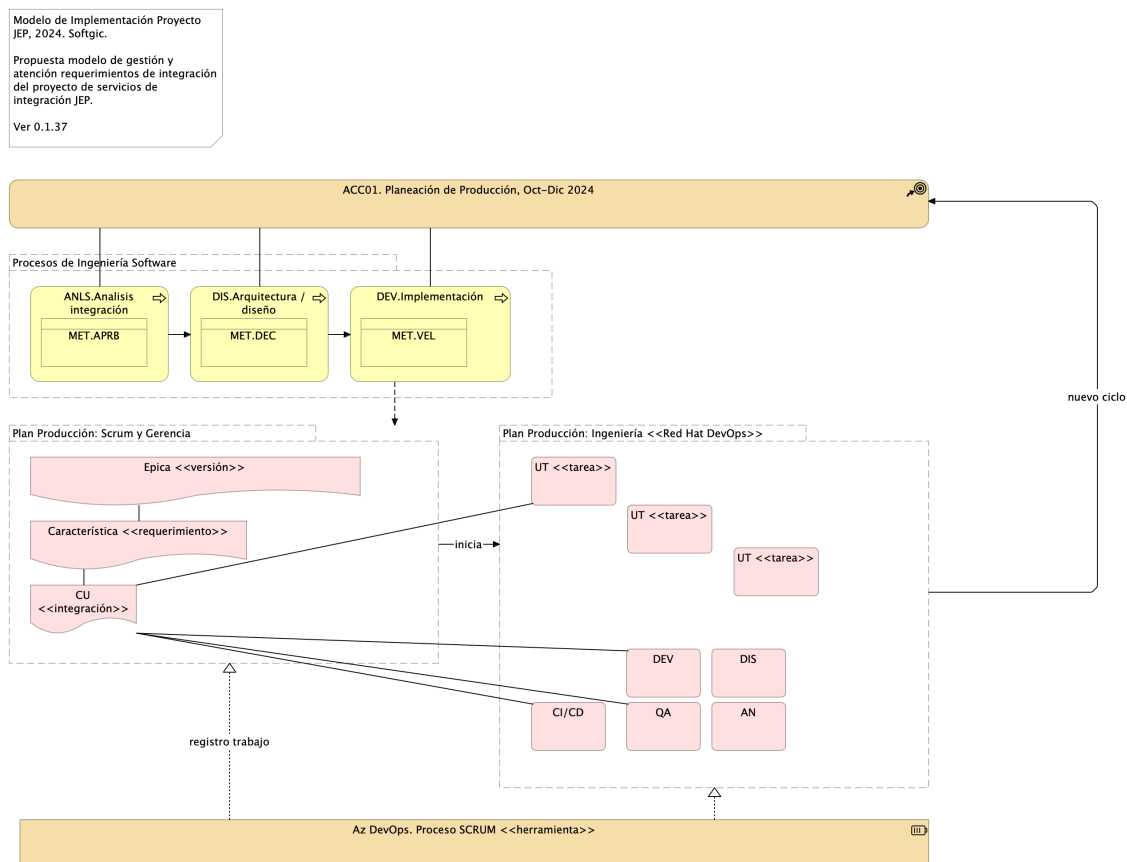 Modelo de Implementación Proyecto
JEP, 2024. Softgic.
Propuesta modelo de gestión y
atención requerimientos de integración
del proyecto de servicios de
integración JEP.
Ver 0.1.37
ACC01. Planeación de Producción, Oct-Dic 2024
Procesos de Ingeniería Software
ANLS.Analisis
integración
MET.APRB
DIS.Arquitectura /
diseño
MET.DEC
DEV.Implementación
MET.VEL
nuevo ciclo
Plan Producción: Scrum y Gerencia
Epica <<versión>>
Característica <<requerimiento>>
CU
<<integración>>
inicia
Plan Producción: Ingeniería <<Red Hat DevOps>>
UT <<tarea>>
UT <<tarea>>
UT <<tarea>>
DEV
DIS
CI/CD
QA
AN
registro trabajo
Az DevOps. Proceso SCRUM <<herramienta>>